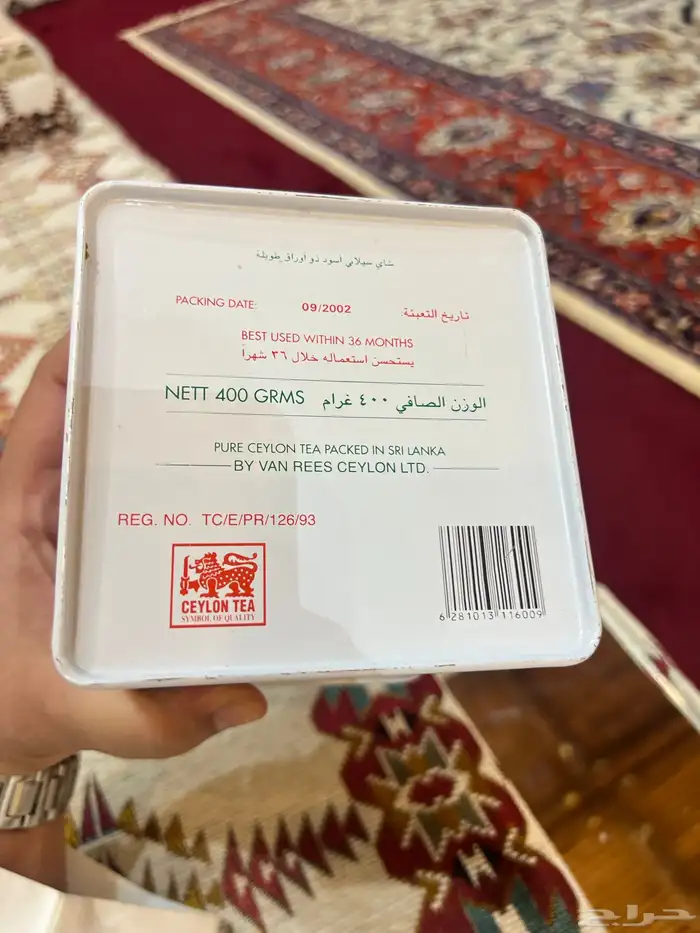 شاي سيلاني اسود ذو اوراق طويلة
PACKING DATE: 09/2002 تاريخ التعبئة:
BEST USED WITHIN 36 MONTHS
يستحسن استعماله خلال ٣٦ شهراً
NETT 400 GRMS الوزن الصافي ٤٠٠ غرام
PURE CEYLON TEA PACKED IN SRI LANKA
BY VAN REES CEYLON LTD.
REG. NO. TC/E/PR/126/93
CEYLON TEA
SYMBOL OF QUALITY
6 281013 116009
حراج